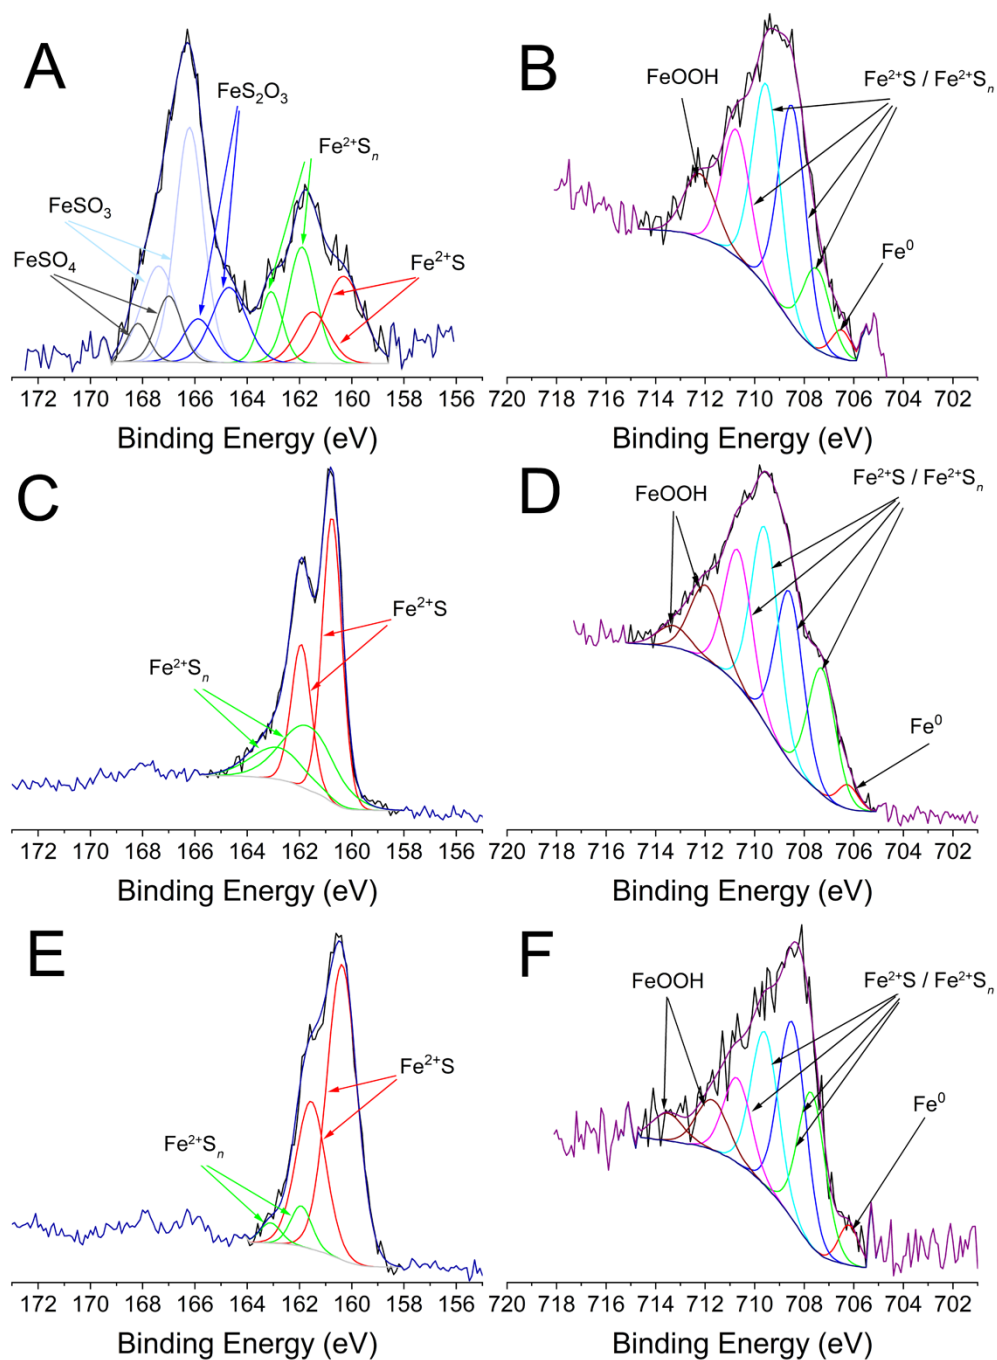 A
FeS₂O₃
Fe²⁺Sₙ
FeSO₃
FeSO₄
Fe²⁺S
172 170 168 166 164 162 160 158 156
Binding Energy (eV)
B
FeOOH
Fe²⁺S / Fe²⁺Sₙ
Fe⁰
720 718 716 714 712 710 708 706 704 702
Binding Energy (eV)
C
Fe²⁺S
Fe²⁺Sₙ
172 170 168 166 164 162 160 158 156
Binding Energy (eV)
D
Fe²⁺S / Fe²⁺Sₙ
FeOOH
Fe⁰
720 718 716 714 712 710 708 706 704 702
Binding Energy (eV)
E
Fe²⁺S
Fe²⁺Sₙ
172 170 168 166 164 162 160 158 156
Binding Energy (eV)
F
FeOOH
Fe²⁺S / Fe²⁺Sₙ
Fe⁰
720 718 716 714 712 710 708 706 704 702
Binding Energy (eV)